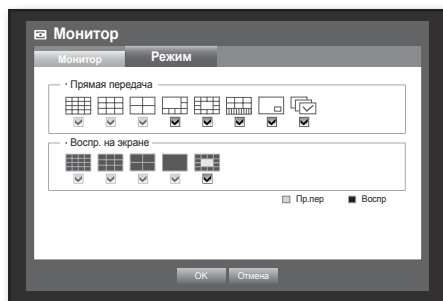 Монитор
Монитор Режим
· Прямая передача
· Воспр. на экране
Пр.пер Воспр
OK Отмена